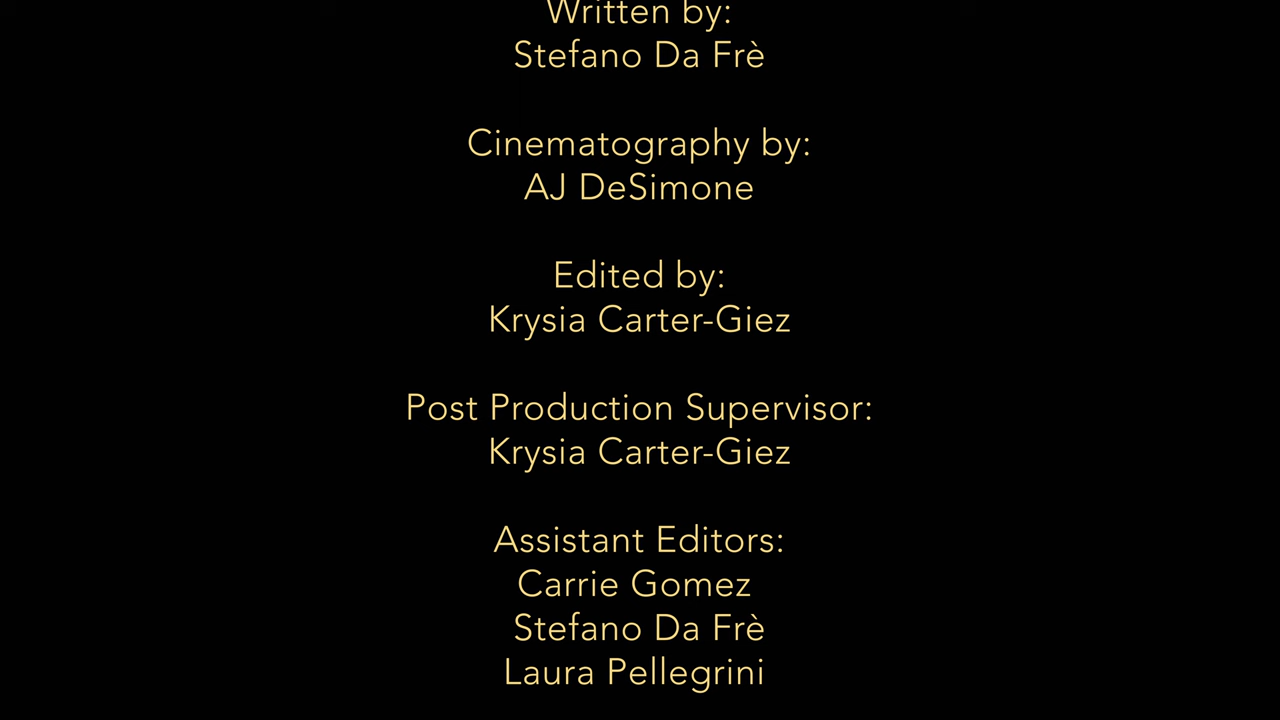 Written by:
Stefano Da Frè
Cinematography by:
AJ DeSimone
Edited by:
Krysia Carter-Giez
Post Production Supervisor:
Krysia Carter-Giez
Assistant Editors:
Carrie Gomez
Stefano Da Frè
Laura Pellegrini